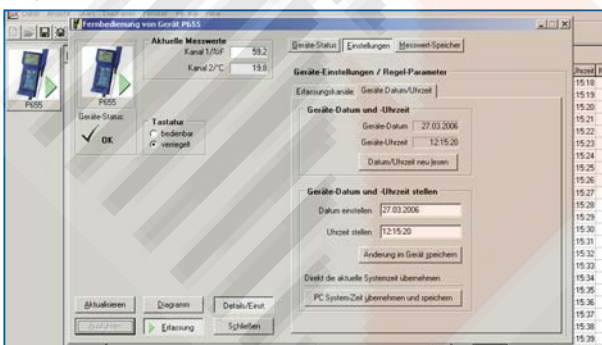 Fernbedienung von Gerät P655
P655
P655
Geräte-Status:
OK
Aktuelle Messwerte
Kanal 1/%rF 59,2
Kanal 2/°C 19,8
Tastatur
bedienbar
verriegelt
Geräte-Status
Einstellungen
Messwert-Speicher
Geräte-Einstellungen / Regel-Parameter
Erfassungskanäle
Geräte Datum/Uhrzeit
Geräte-Datum und -Uhrzeit
Geräte-Datum 27.03.2006
Geräte-Uhrzeit 12:15:20
Datum/Uhrzeit neu lesen
Geräte-Datum und -Uhrzeit stellen
Datum einstellen 27.03.2006
Uhrzeit stellen 12:15:20
Änderung im Gerät speichern
Direkt die aktuelle Systemzeit übernehmen
PC System-Zeit übernehmen und speichern
Aktualisieren
Diagramm
Details/Einst.
Erfassung
Schließen
15:18
15:19
15:20
15:21
15:22
15:23
15:24
15:25
15:26
15:27
15:28
15:29
15:30
15:31
15:32
15:33
15:34
15:35
15:36
15:37
15:38
15:39